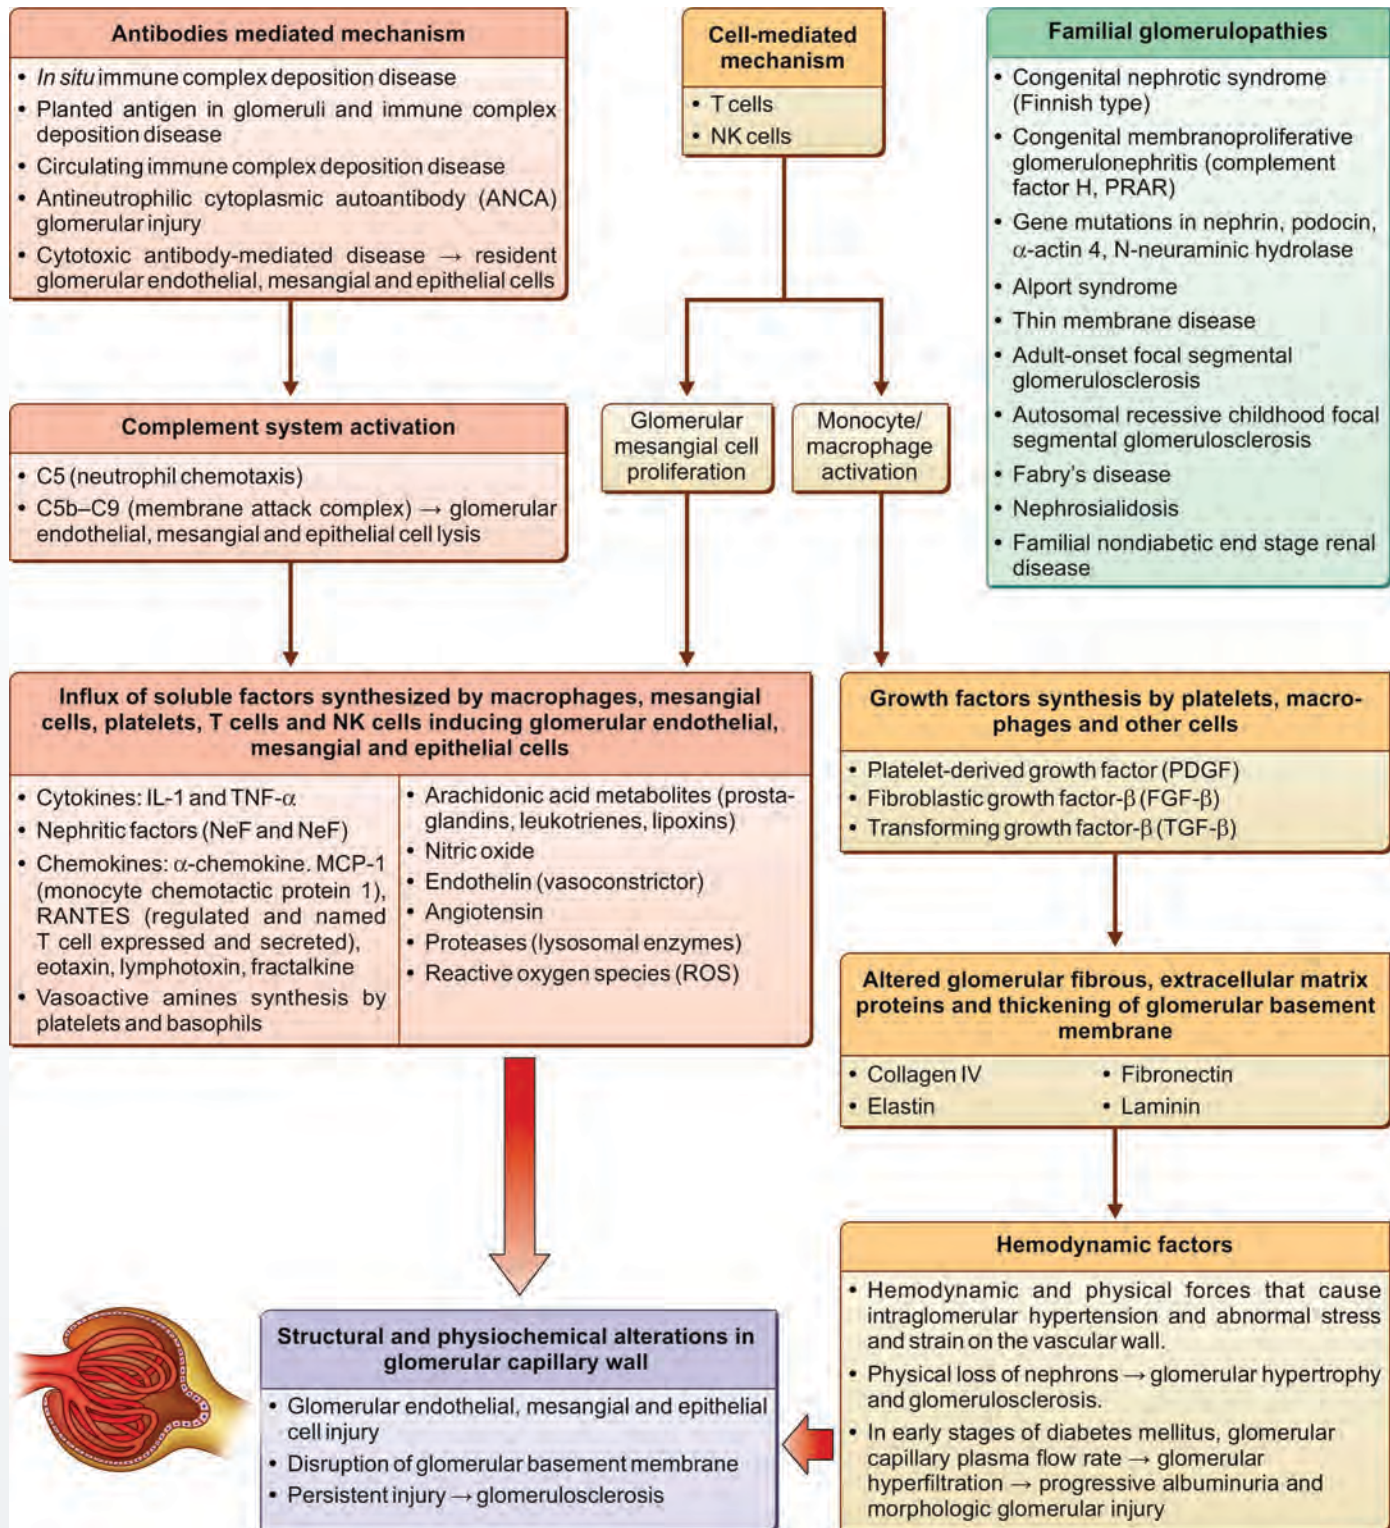 Antibodies mediated mechanism
• In situ immune complex deposition disease
• Planted antigen in glomeruli and immune complex
deposition disease
• Circulating immune complex deposition disease
• Antineutrophilic cytoplasmic autoantibody (ANCA)
glomerular injury
• Cytotoxic antibody-mediated disease → resident
glomerular endothelial, mesangial and epithelial cells
Cell-mediated
mechanism
• T cells
• NK cells
Familial glomerulopathies
• Congenital nephrotic syndrome
(Finnish type)
• Congenital membranoproliferative
glomerulonephritis (complement
factor H, PRAR)
• Gene mutations in nephrin, podocin,
α-actin 4, N-neuraminic hydrolase
• Alport syndrome
• Thin membrane disease
• Adult-onset focal segmental
glomerulosclerosis
• Autosomal recessive childhood focal
segmental glomerulosclerosis
• Fabry's disease
• Nephrosialidosis
• Familial nondiabetic end stage renal
disease
Complement system activation
• C5 (neutrophil chemotaxis)
• C5b–C9 (membrane attack complex) → glomerular
endothelial, mesangial and epithelial cell lysis
Glomerular
mesangial cell
proliferation
Monocyte/
macrophage
activation
Influx of soluble factors synthesized by macrophages, mesangial
cells, platelets, T cells and NK cells inducing glomerular endothelial,
mesangial and epithelial cells
• Cytokines: IL-1 and TNF-α
• Nephritic factors (NeF and NeF)
• Chemokines: α-chemokine. MCP-1
(monocyte chemotactic protein 1),
RANTES (regulated and named
T cell expressed and secreted),
eotaxin, lymphotoxin, fractalkine
• Vasoactive amines synthesis by
platelets and basophils
• Arachidonic acid metabolites (prosta-
glandins, leukotrienes, lipoxins)
• Nitric oxide
• Endothelin (vasoconstrictor)
• Angiotensin
• Proteases (lysosomal enzymes)
• Reactive oxygen species (ROS)
Growth factors synthesis by platelets, macro-
phages and other cells
• Platelet-derived growth factor (PDGF)
• Fibroblastic growth factor-β (FGF-β)
• Transforming growth factor-β (TGF-β)
Altered glomerular fibrous, extracellular matrix
proteins and thickening of glomerular basement
membrane
• Collagen IV
• Elastin
• Fibronectin
• Laminin
Hemodynamic factors
• Hemodynamic and physical forces that cause
intraglomerular hypertension and abnormal stress
and strain on the vascular wall.
• Physical loss of nephrons → glomerular hypertrophy
and glomerulosclerosis.
• In early stages of diabetes mellitus, glomerular
capillary plasma flow rate → glomerular
hyperfiltration → progressive albuminuria and
morphologic glomerular injury
Structural and physiochemical alterations in
glomerular capillary wall
• Glomerular endothelial, mesangial and epithelial
cell injury
• Disruption of glomerular basement membrane
• Persistent injury → glomerulosclerosis